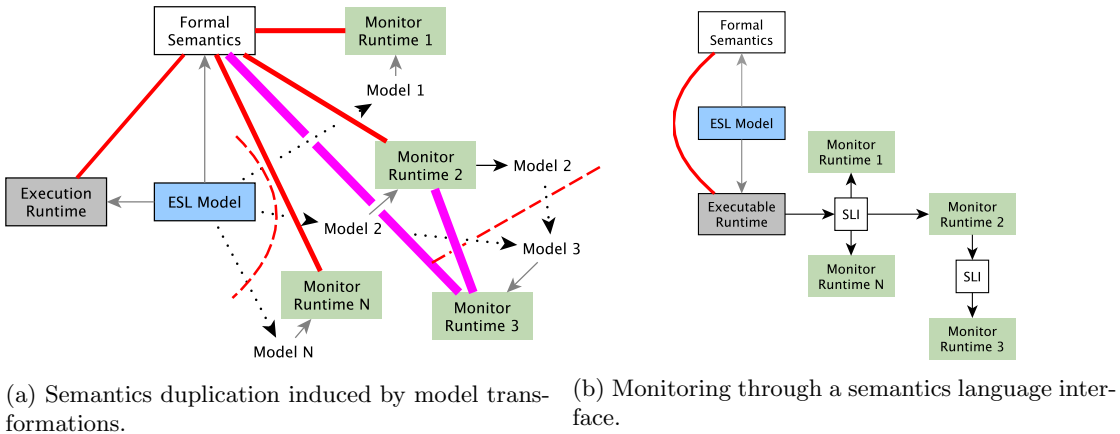 Formal
Semantics
Monitor
Runtime 1
Model 1
Monitor
Runtime 2
Model 2
Execution
Runtime
ESL Model
Model 2
Model 3
Monitor
Runtime N
Monitor
Runtime 3
Model N
(a) Semantics duplication induced by model trans-
formations.
Formal
Semantics
ESL Model
Monitor
Runtime 1
Executable
Runtime
SLI
Monitor
Runtime 2
Monitor
Runtime N
SLI
Monitor
Runtime 3
(b) Monitoring through a semantics language inter-
face.